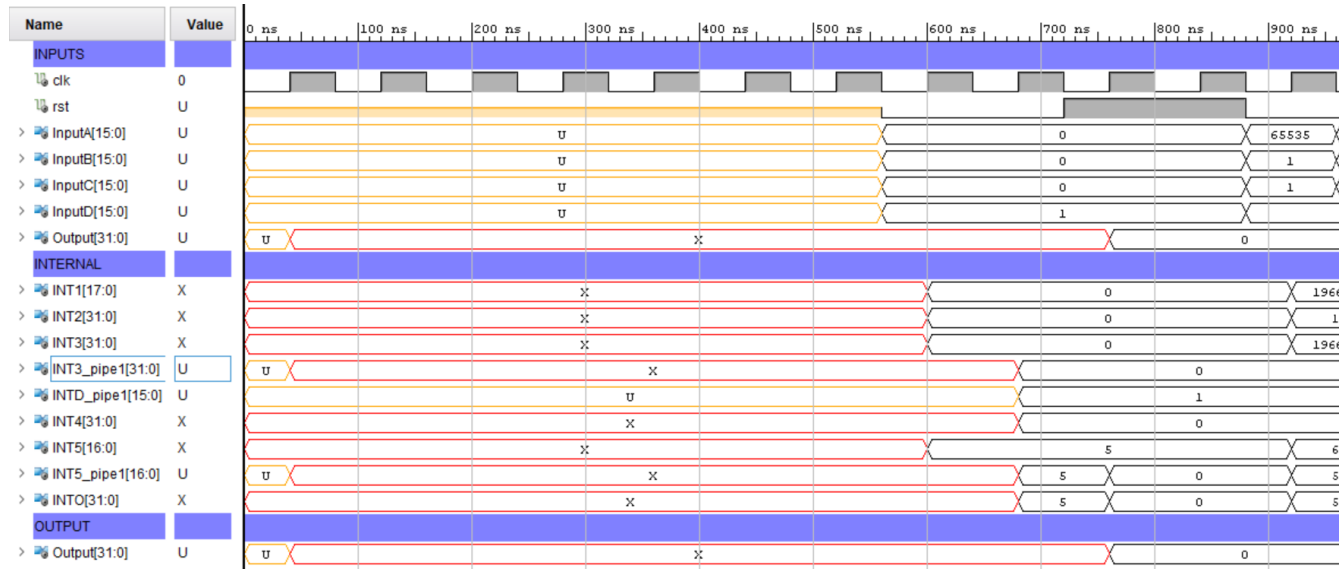 Name Value 0 ns 100 ns 200 ns 300 ns 400 ns 500 ns 600 ns 700 ns 800 ns 900 ns
INPUTS
clk 0
rst U
InputA[15:0] U U 0 65535
InputB[15:0] U U 0 1
InputC[15:0] U U 0 1
InputD[15:0] U U 1
Output[31:0] U U X 0
INTERNAL
INT1[17:0] X X 0 196
INT2[31:0] X X 0 1
INT3[31:0] X X 0 196
INT3_pipe1[31:0] U U X 0
INTD_pipe1[15:0] U U 1
INT4[31:0] X X 0
INT5[16:0] X X 5 6
INT5_pipe1[16:0] U U X 5 0 5
INTO[31:0] X X 5 0 5
OUTPUT
Output[31:0] U U X 0